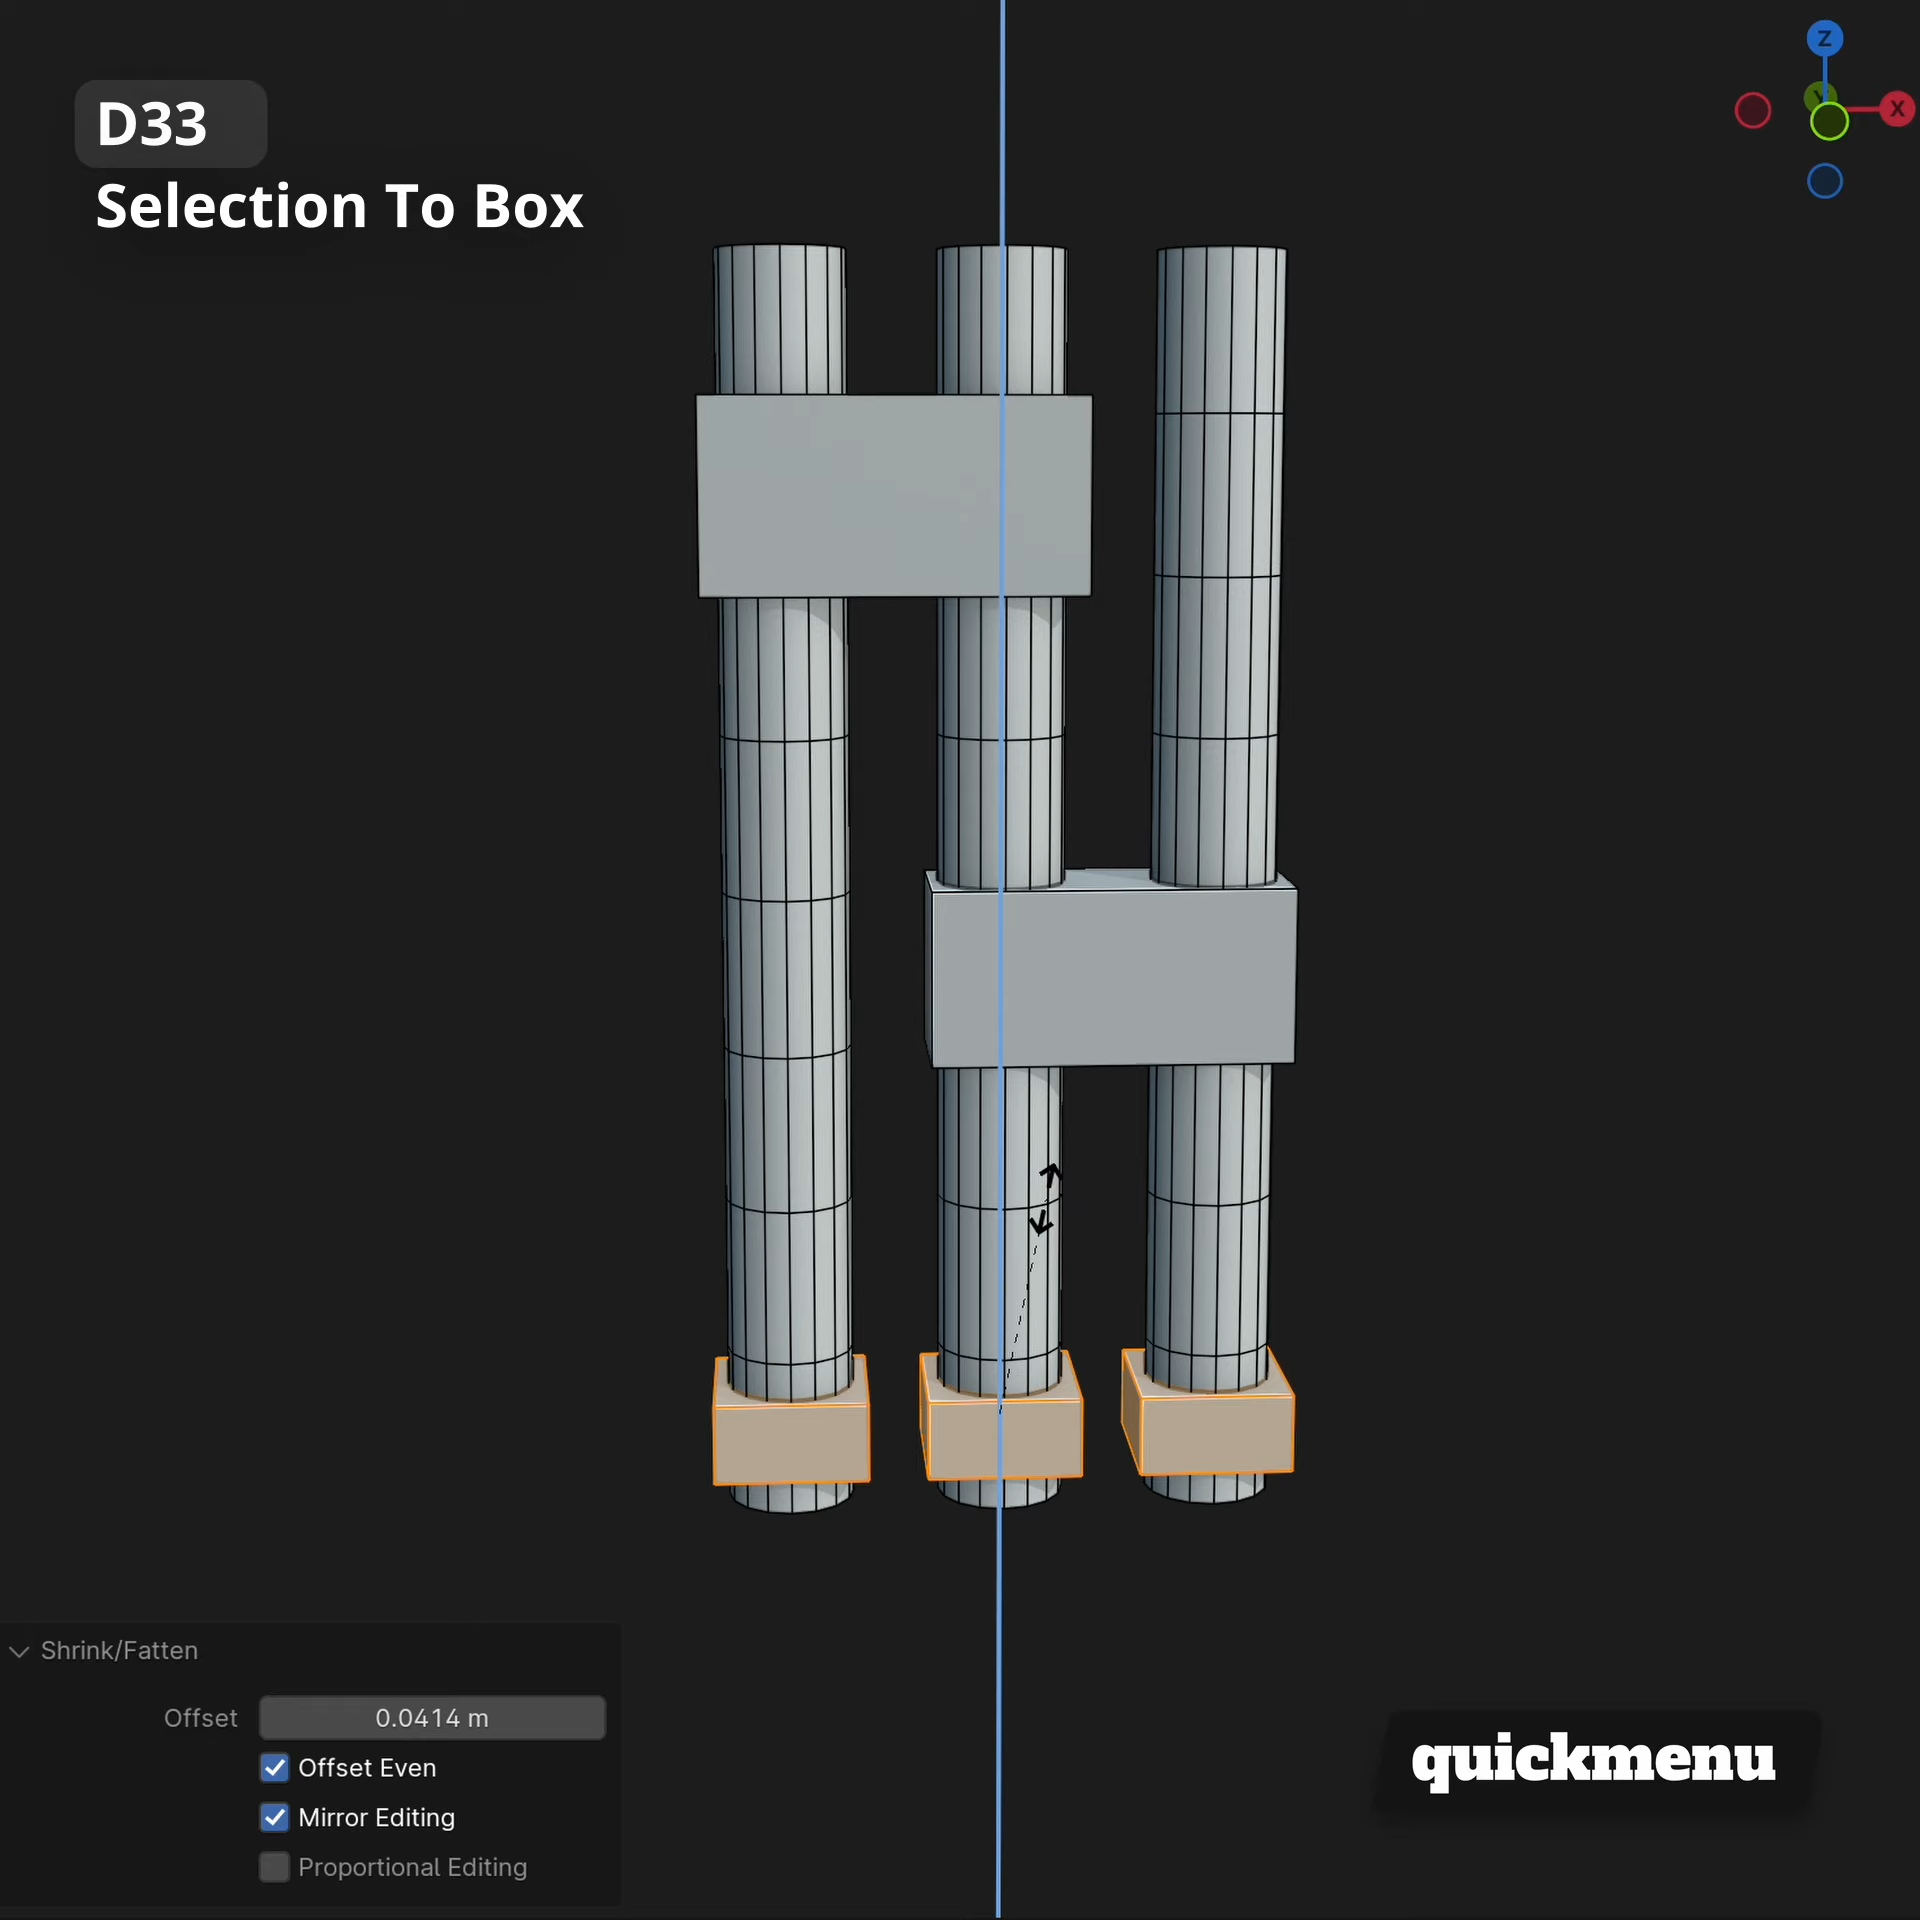 D33
Selection To Box
Z
Y
X
Shrink/Fatten
Offset 0.0414 m
Offset Even
Mirror Editing
Proportional Editing
quickmenu